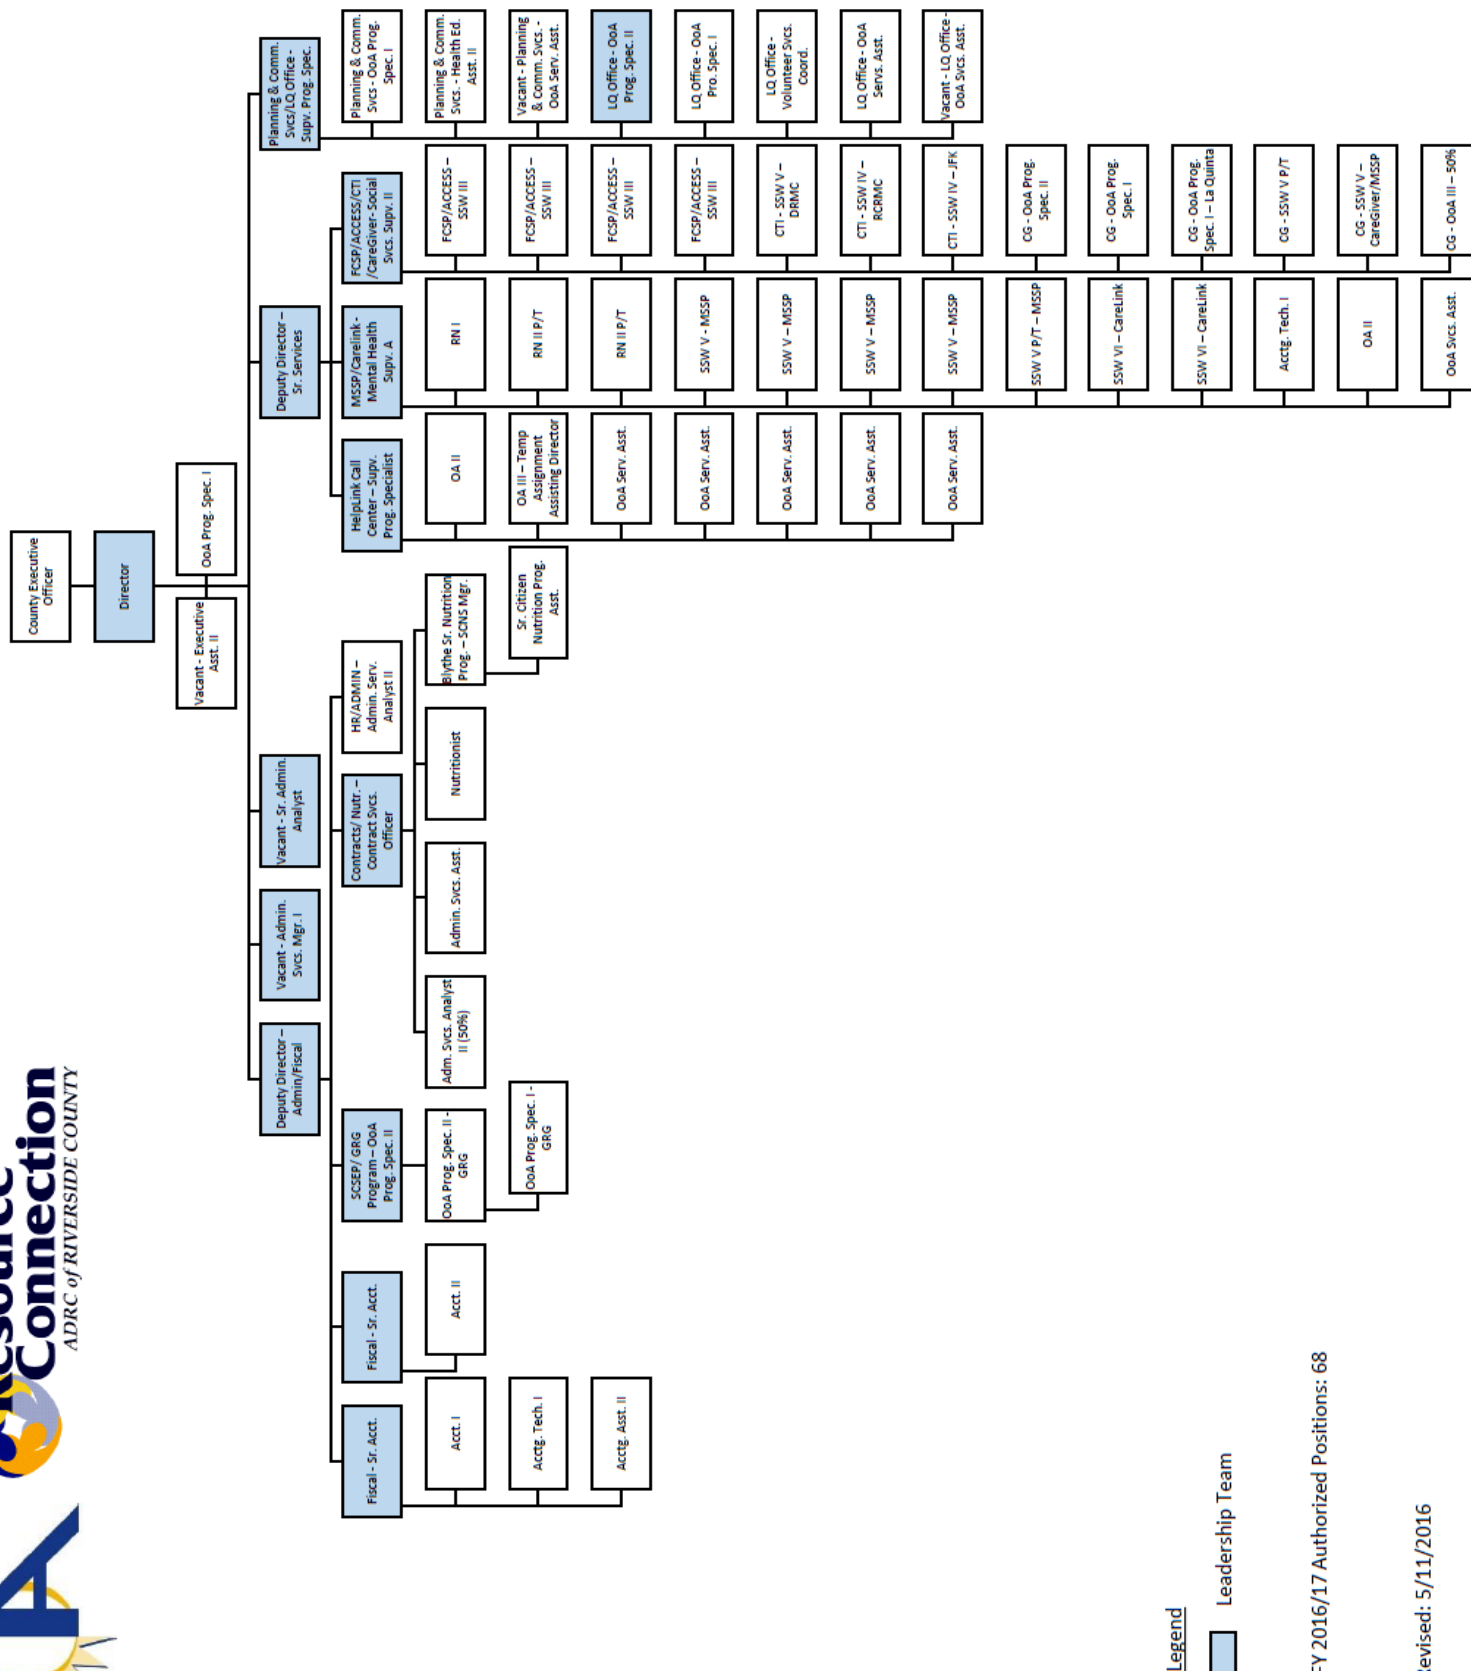 A
Connection
ADRC of RIVERSIDE COUNTY
County Executive
Officer
Director
Vacant - Executive
Asst. II
OoA Prog. Spec. I
Deputy Director –
Admin/Fiscal
Vacant - Admin.
Svcs. Mgr. I
Vacant - Sr. Admin.
Analyst
Deputy Director –
Sr. Services
Planning & Comm.
Svcs/LQ Office -
Supv. Prog. Spec.
Fiscal - Sr. Acct.
Acct. I
Acctg. Tech. I
Acctg. Asst. II
Fiscal - Sr. Acct.
Acct. II
SCSEP/ GRG
Program – OoA
Prog. Spec. II
OoA Prog. Spec. II -
GRG
OoA Prog. Spec. I -
GRG
Contracts/ Nutr. –
Contract Svcs.
Officer
Adm. Svcs. Analyst
II (50%)
Admin. Svcs. Asst.
Nutritionist
Blythe Sr. Nutrition
Prog. – SCNS Mgr.
Sr. Citizen
Nutrition Prog.
Asst.
HR/ADMIN –
Admin. Serv.
Analyst II
HelpLink Call
Center – Supv.
Prog. Specialist
OA II
OA III – Temp
Assignment
Assisting Director
OoA Serv. Asst.
OoA Serv. Asst.
OoA Serv. Asst.
OoA Serv. Asst.
OoA Serv. Asst.
MSSP/Carelink -
Mental Health
Supv. A
RN I
RN II P/T
RN II P/T
SSW V - MSSP
SSW V – MSSP
SSW V – MSSP
SSW V – MSSP
SSW V P/T – MSSP
SSW VI – CareLink
SSW VI – CareLink
Acctg. Tech. I
OA II
OoA Svcs. Asst.
FCSP/ACCESS/CTI
/CareGiver- Social
Svcs. Supv. II
FCSP/ACCESS –
SSW III
FCSP/ACCESS –
SSW III
FCSP/ACCESS –
SSW III
FCSP/ACCESS –
SSW III
CTI - SSW V –
DRMC
CTI - SSW IV –
RCRMC
CTI - SSW IV – JFK
CG - OoA Prog.
Spec. II
CG - OoA Prog.
Spec. I
CG - OoA Prog.
Spec. I – La Quinta
CG - SSW V P/T
CG - SSW V –
CareGiver/MSSP
CG - OoA III – 50%
Planning & Comm.
Svcs - OoA Prog.
Spec. I
Planning & Comm.
Svcs. - Health Ed.
Asst. II
Vacant - Planning
& Comm. Svcs. -
OoA Serv Asst.
LQ Office - OoA
Prog. Spec. II
LQ Office - OoA
Pro. Spec. I
LQ Office -
Volunteer Svcs.
Coord.
LQ Office - OoA
Servs. Asst.
Vacant - LQ Office -
OoA Svcs. Asst.
Legend
Leadership Team
FY 2016/17 Authorized Positions: 68
Revised: 5/11/2016